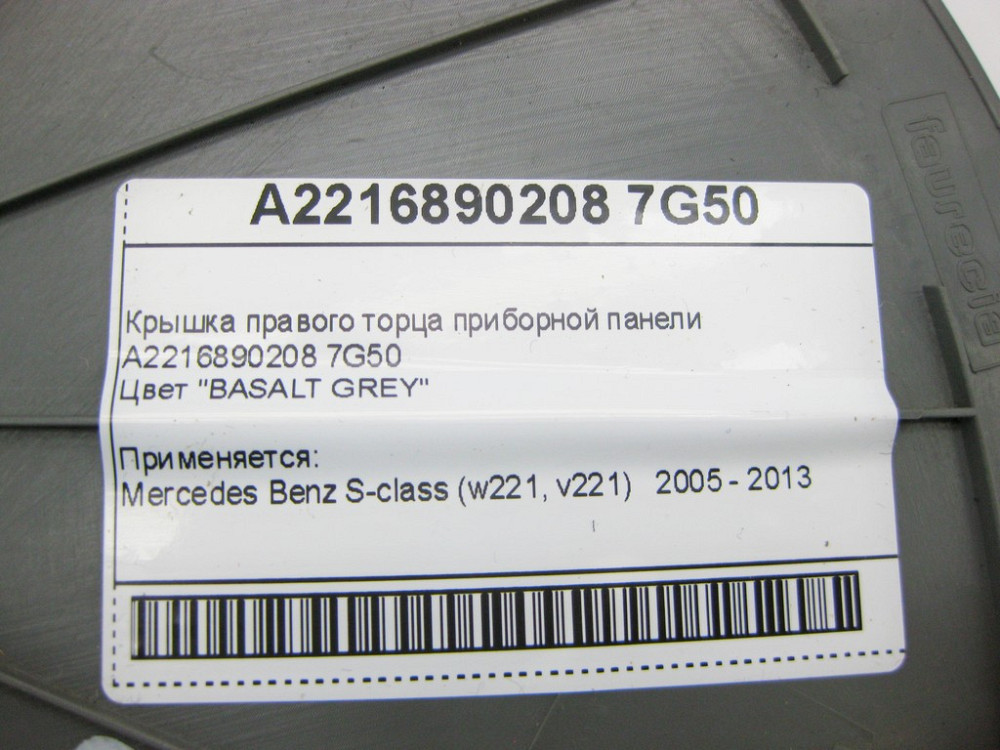 A2216890208 7G50
faurecia
Крышка правого торца приборной панели
A2216890208 7G50
Цвет "BASALT GREY"
Применяется:
Mercedes Benz S-class (w221, v221) 2005 - 2013